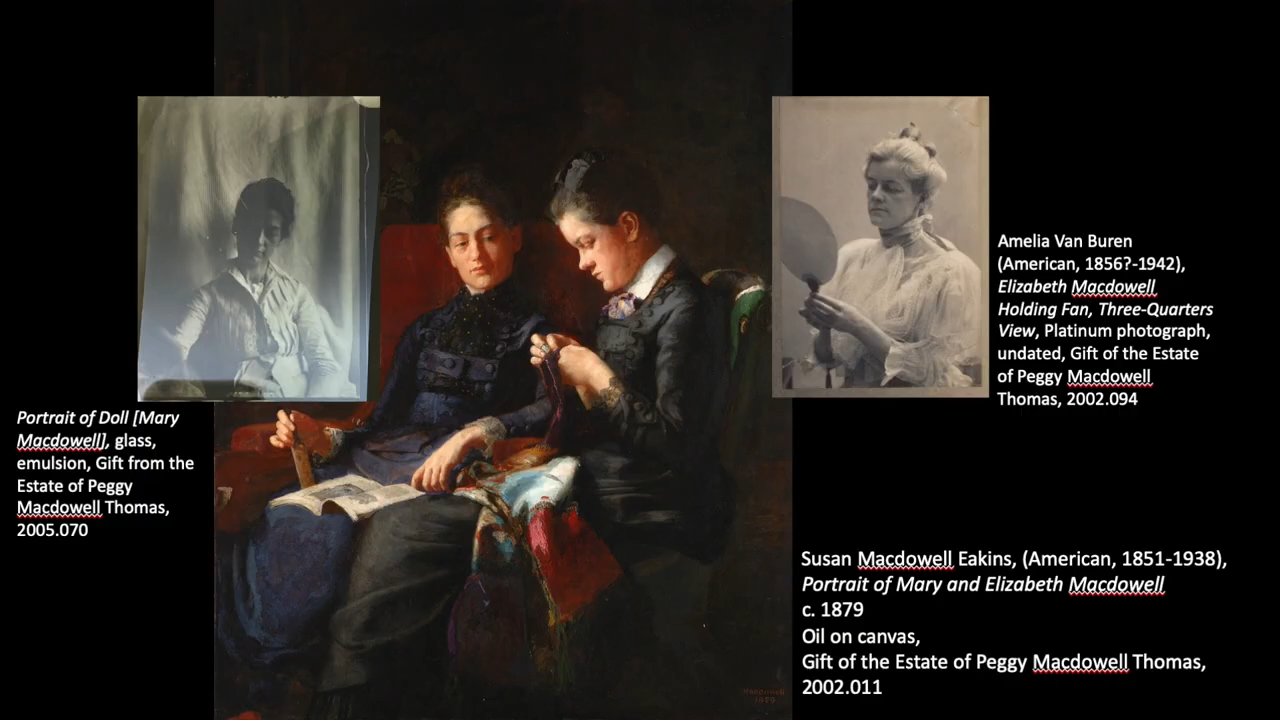 Portrait of Doll [Mary
Macdowell], glass,
emulsion, Gift from the
Estate of Peggy
Macdowell Thomas,
2005.070
Amelia Van Buren
(American, 1856?-1942),
Elizabeth Macdowell
Holding Fan, Three-Quarters
View, Platinum photograph,
undated, Gift of the Estate
of Peggy Macdowell
Thomas, 2002.094
Susan Macdowell Eakins, (American, 1851-1938),
Portrait of Mary and Elizabeth Macdowell
c. 1879
Oil on canvas,
Gift of the Estate of Peggy Macdowell Thomas,
2002.011
Macdowell
1879